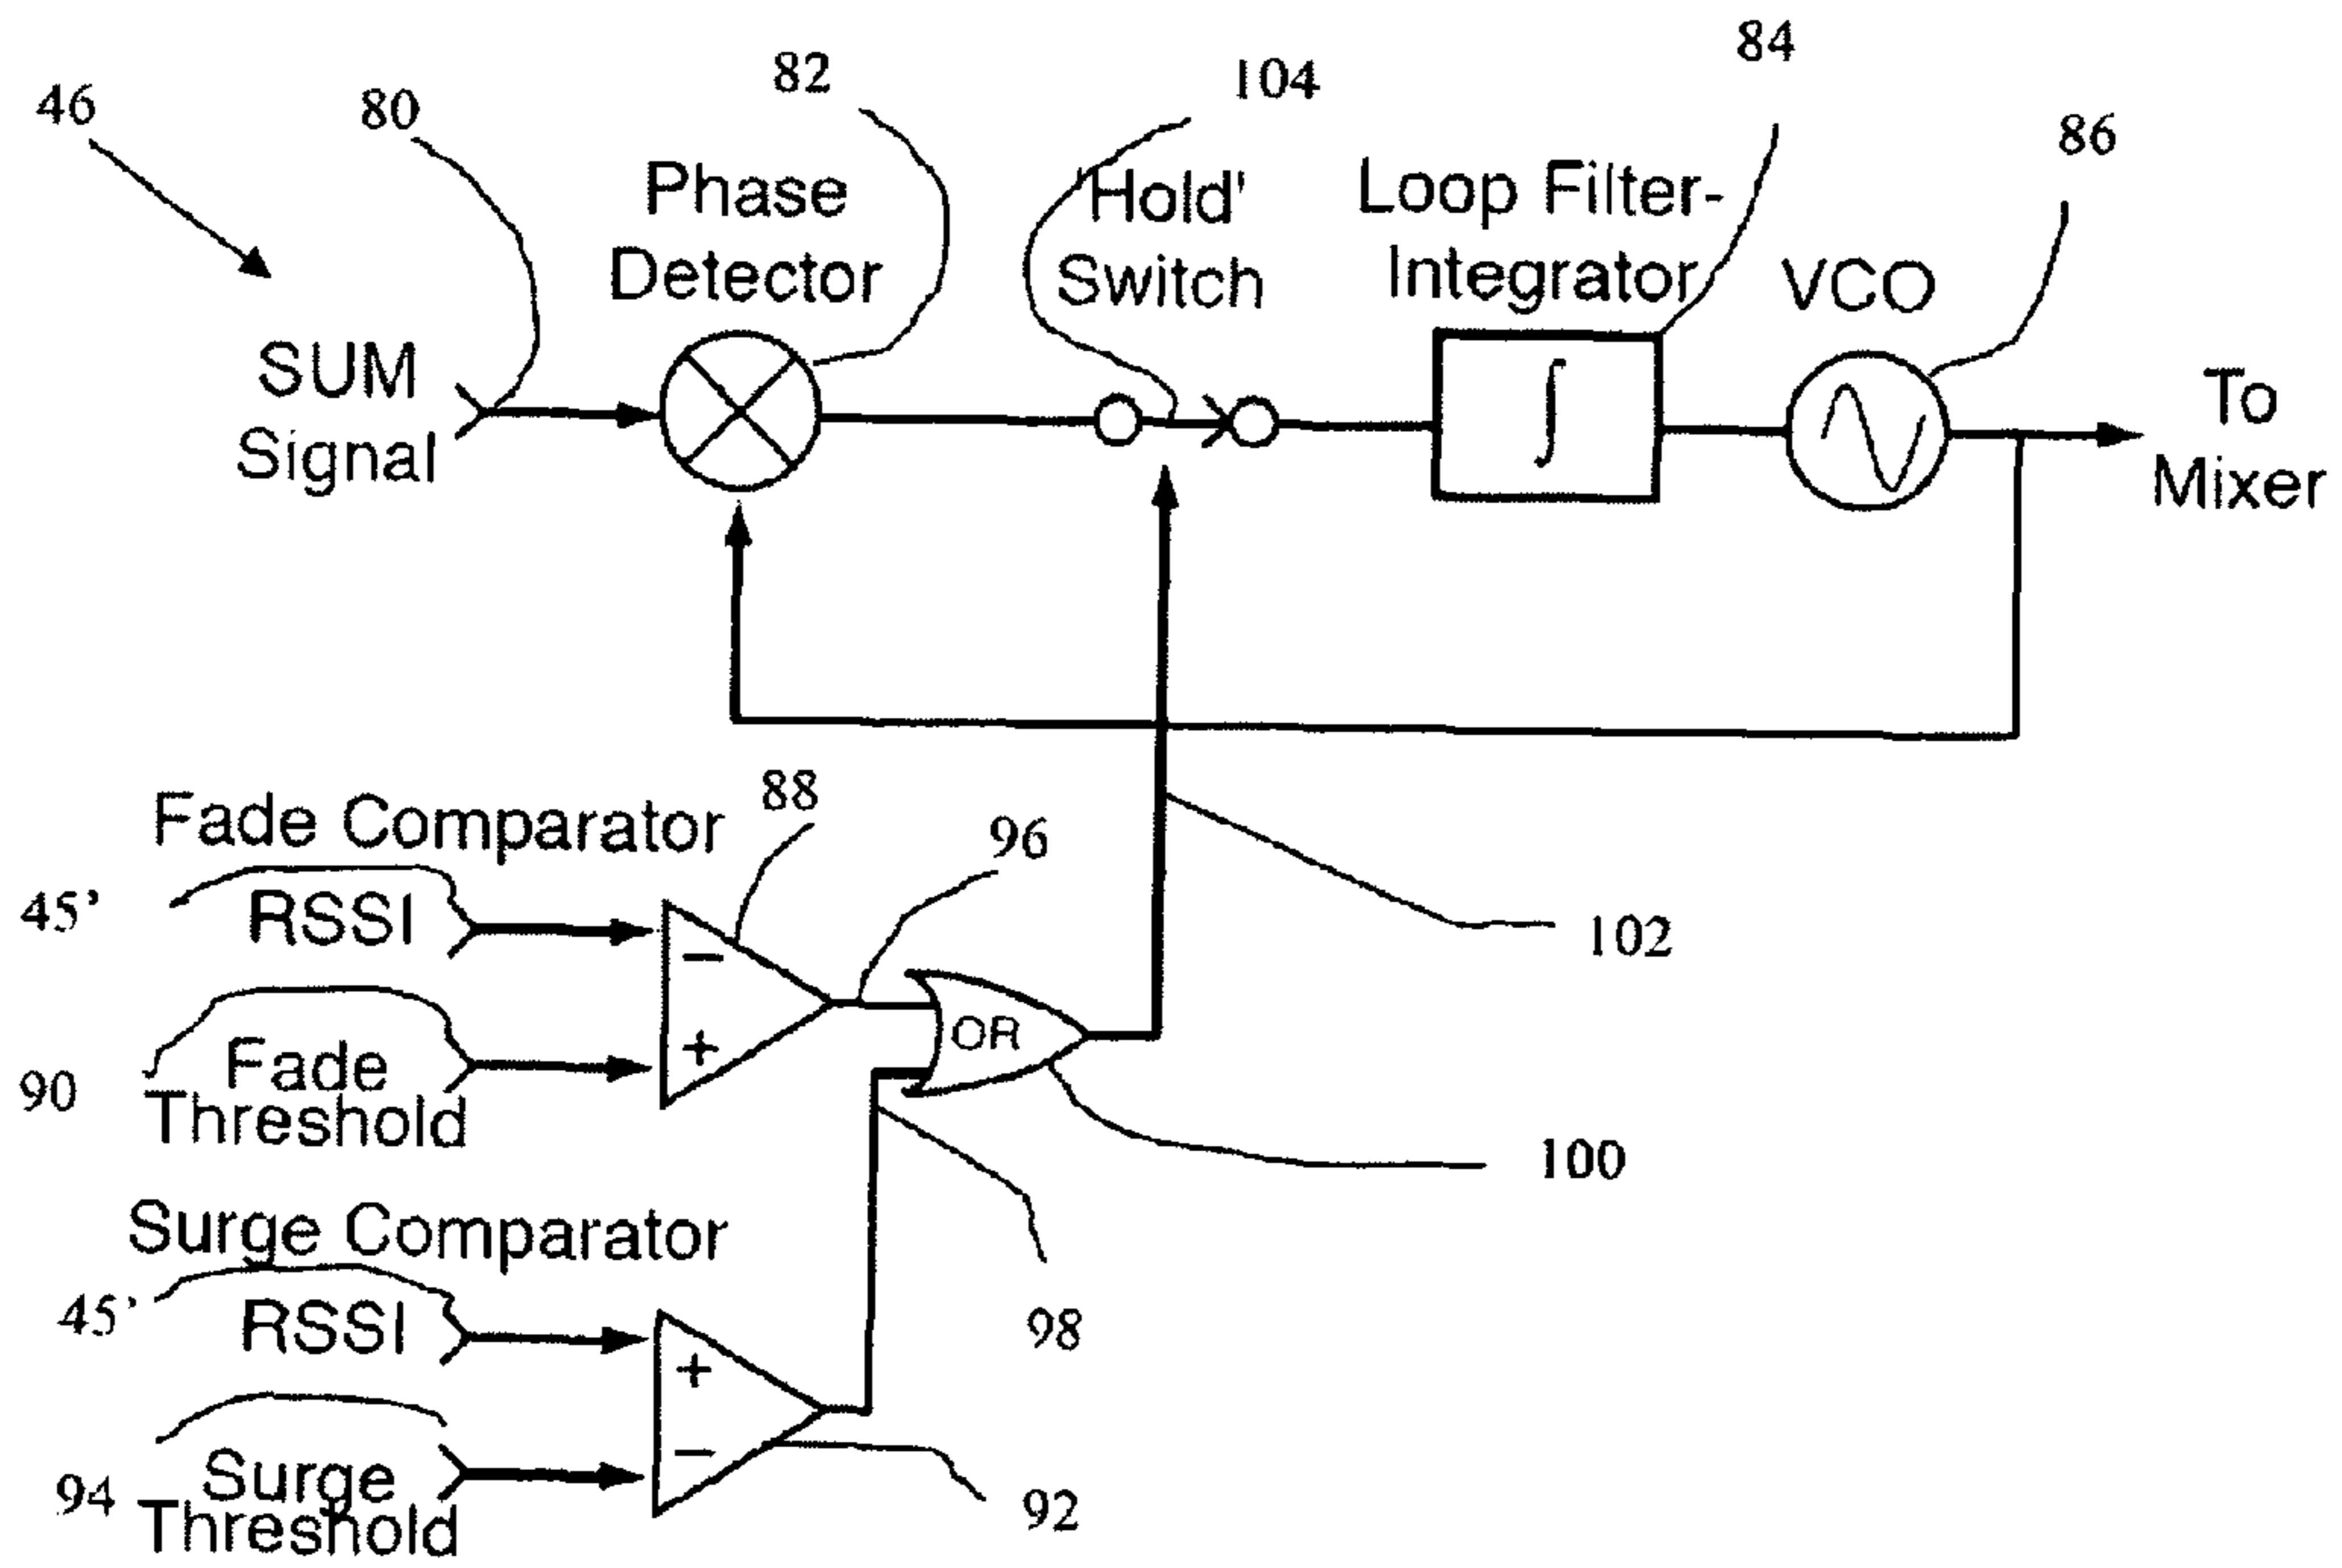 46
80
82
104
84
86
Phase
Detector
'Hold'
Switch
Loop Filter-
Integrator
VCO
SUM
Signal
∫
To
Mixer
Fade Comparator
88
96
45’
RSSI
102
−
+
OR
90
Fade
Threshold
100
Surge Comparator
45’
RSSI
98
+
−
94
Surge
Threshold
92